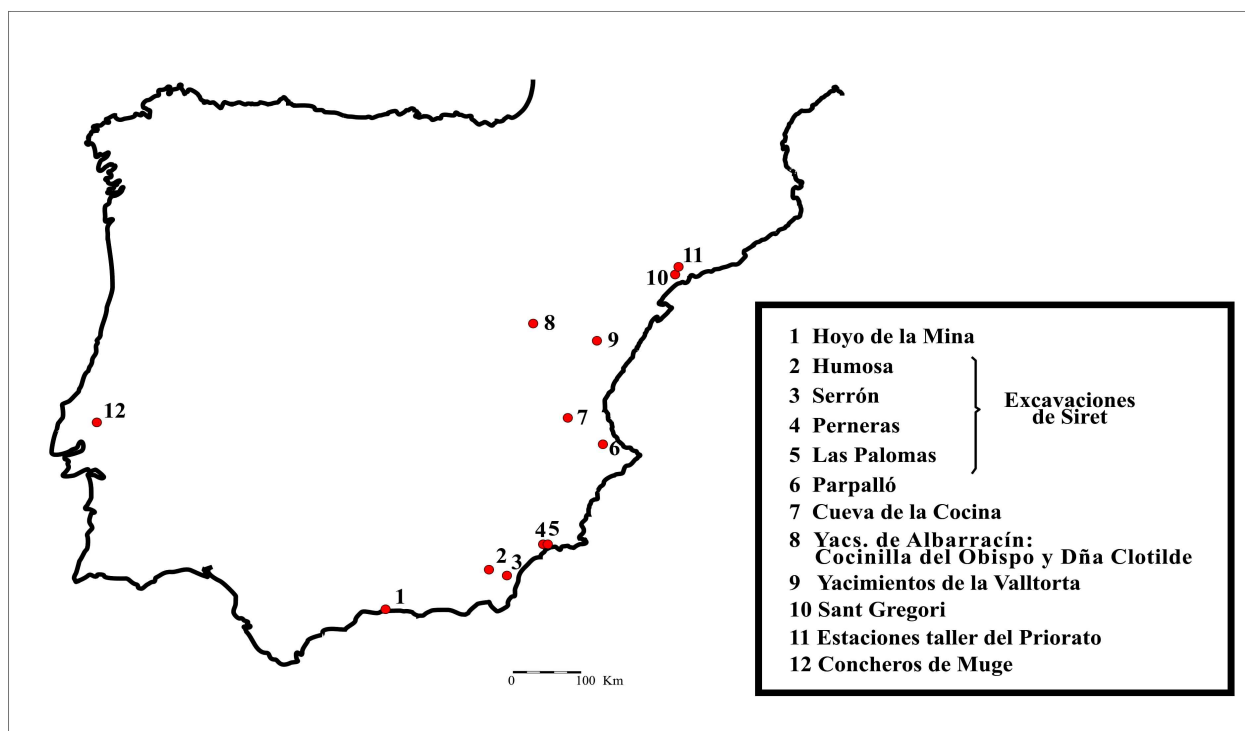 11
10
8
9
12
7
6
45
2
3
1
0 100 Km
1 Hoyo de la Mina
2 Humosa
3 Serrón
4 Perneras
5 Las Palomas
Excavaciones
de Siret
6 Parpalló
7 Cueva de la Cocina
8 Yacs. de Albarracín:
Cocinilla del Obispo y Dña Clotilde
9 Yacimientos de la Valltorta
10 Sant Gregori
11 Estaciones taller del Priorato
12 Concheros de Muge